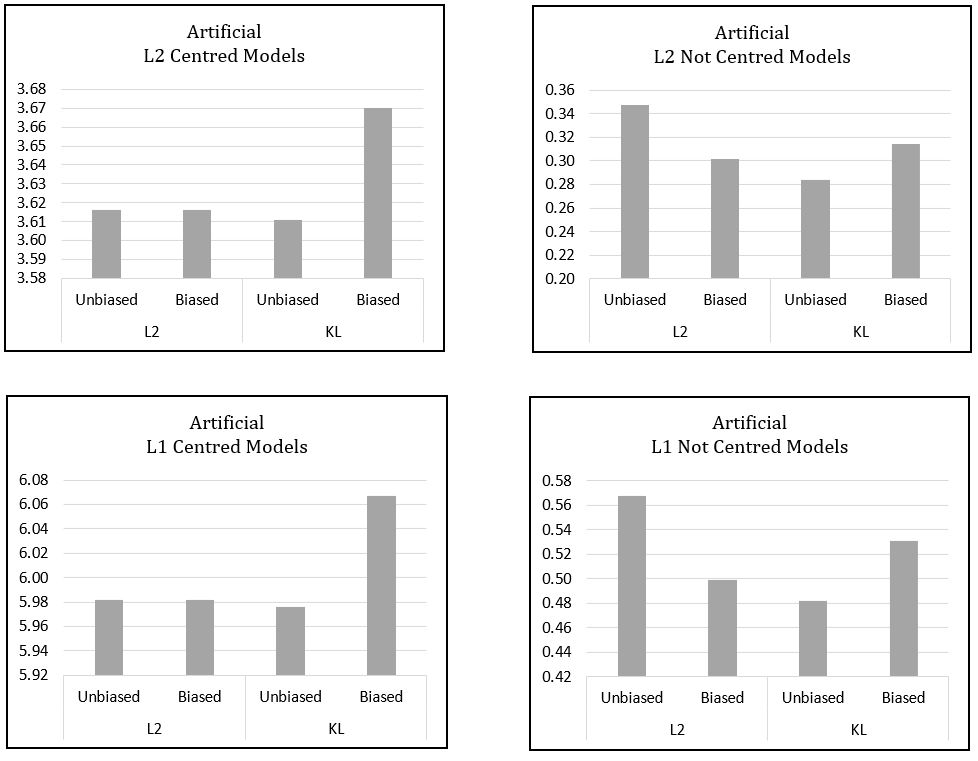 Artificial
L2 Centred Models
3.68
3.67
3.66
3.65
3.64
3.63
3.62
3.61
3.60
3.59
3.58
Unbiased Biased Unbiased Biased
L2 KL
Artificial
L2 Not Centred Models
0.36
0.34
0.32
0.30
0.28
0.26
0.24
0.22
0.20
Unbiased Biased Unbiased Biased
L2 KL
Artificial
L1 Centred Models
6.08
6.06
6.04
6.02
6.00
5.98
5.96
5.94
5.92
Unbiased Biased Unbiased Biased
L2 KL
Artificial
L1 Not Centred Models
0.58
0.56
0.54
0.52
0.50
0.48
0.46
0.44
0.42
Unbiased Biased Unbiased Biased
L2 KL